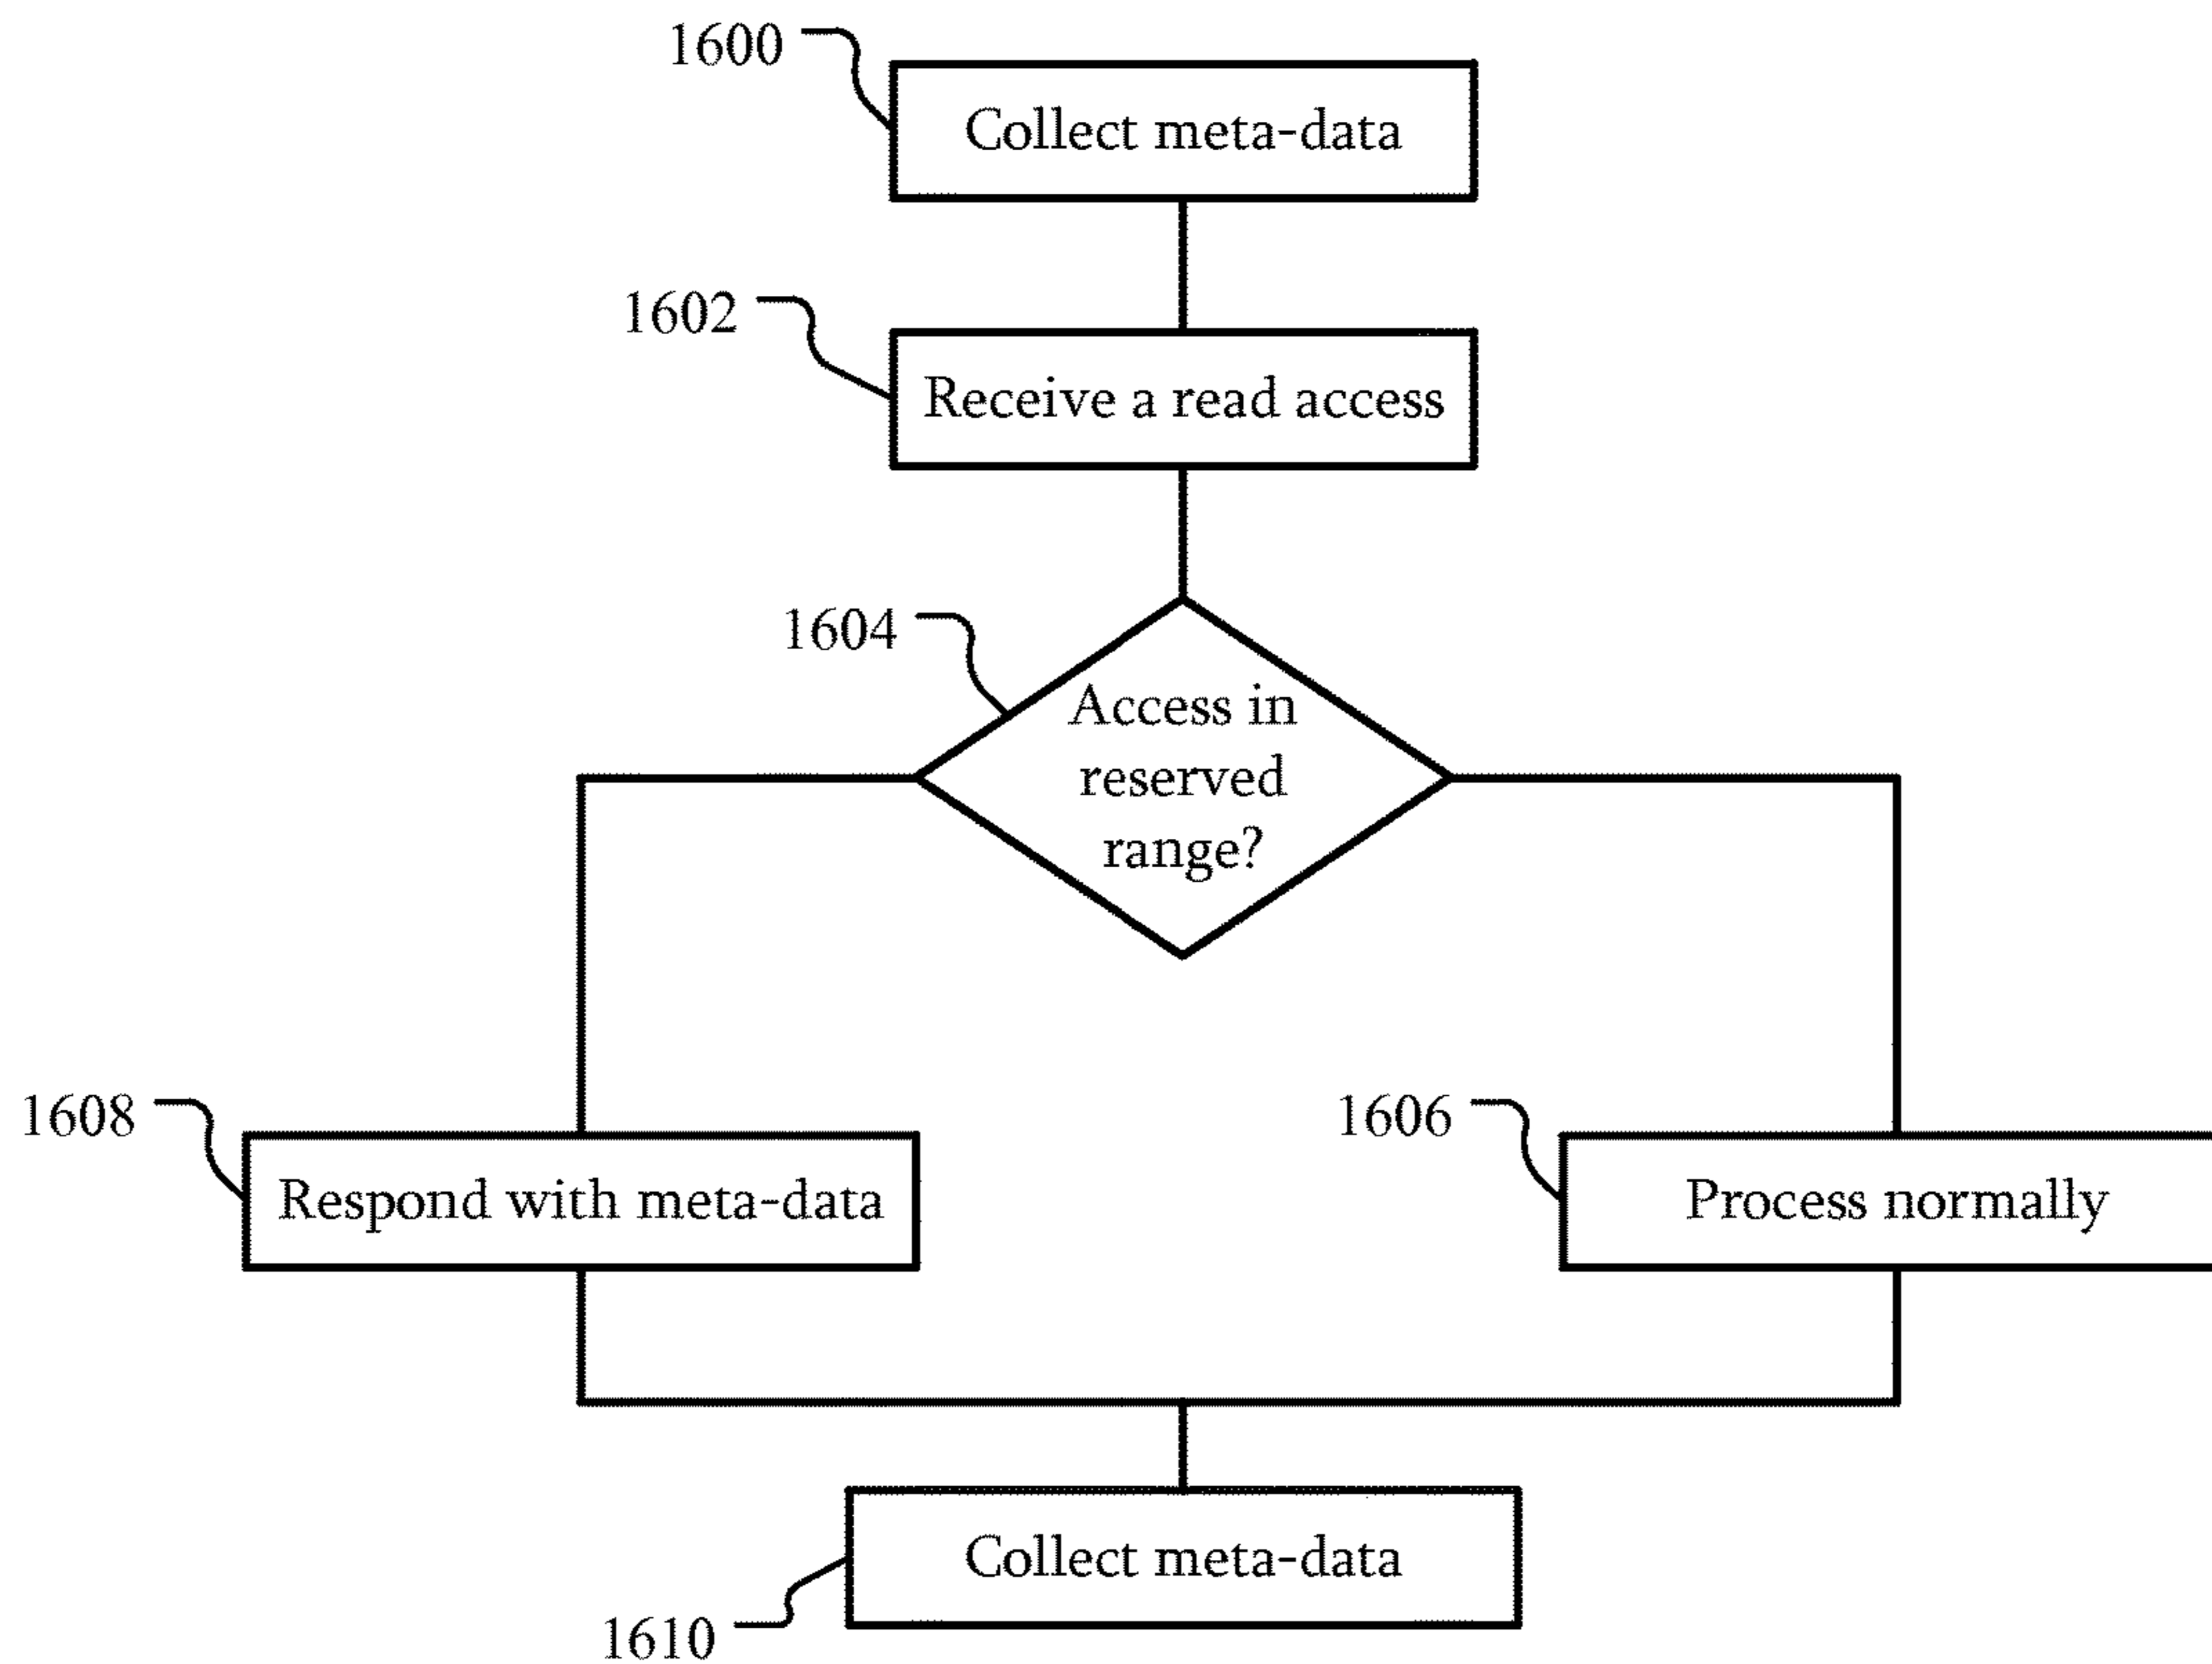 1600
Collect meta-data
1602
Receive a read access
1604
Access in
reserved
range?
1608
Respond with meta-data
1606
Process normally
Collect meta-data
1610